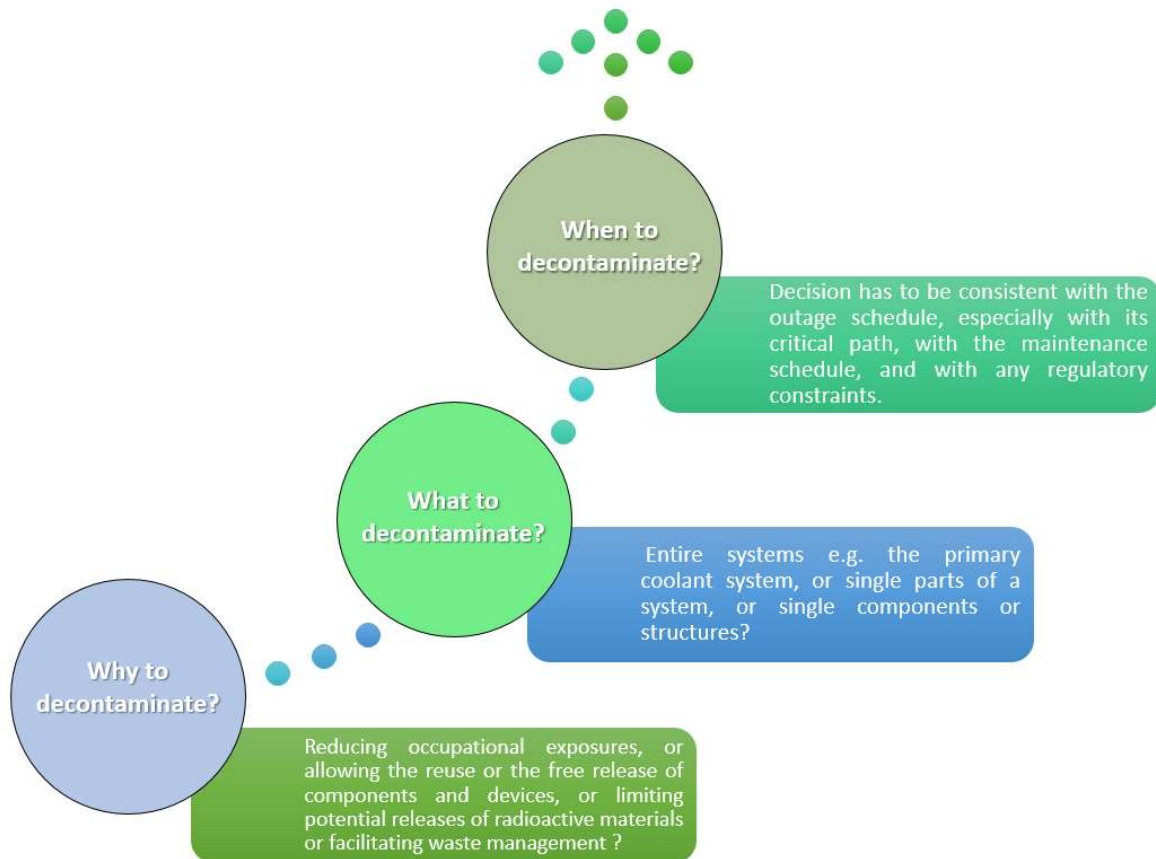 When to
decontaminate?
Decision has to be consistent with the
outage schedule, especially with its
critical path, with the maintenance
schedule, and with any regulatory
constraints.
What to
decontaminate?
Entire systems e.g. the primary
coolant system, or single parts of a
system, or single components or
structures?
Why to
decontaminate?
Reducing occupational exposures, or
allowing the reuse or the free release of
components and devices, or limiting
potential releases of radioactive materials
or facilitating waste management ?